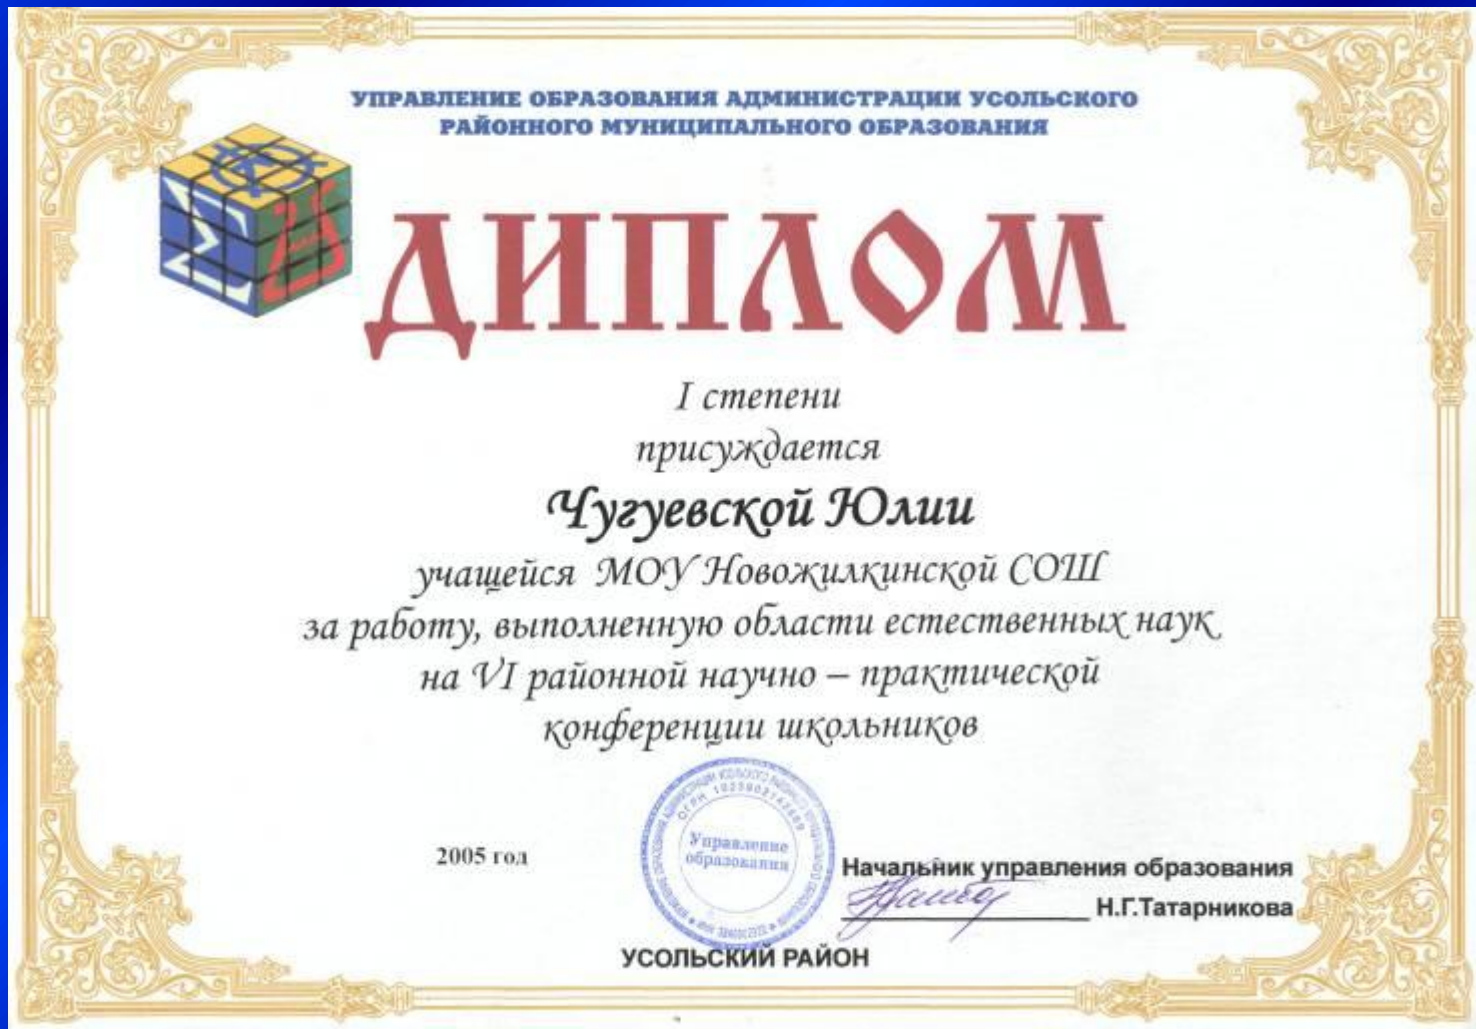 УПРАВЛЕНИЕ ОБРАЗОВАНИЯ АДМИНИСТРАЦИИ УСОЛЬСКОГО
РАЙОННОГО МУНИЦИПАЛЬНОГО ОБРАЗОВАНИЯ
ДИПЛОМ
I степени
присуждается
Чугуевской Юлии
учащейся МОУ Новожилкинской СОШ
за работу, выполненную области естественных наук
на VI районной научно – практической
конференции школьников
2005 год
Управление
образования
Начальник управления образования
Н.Г.Татарникова
УСОЛЬСКИЙ РАЙОН